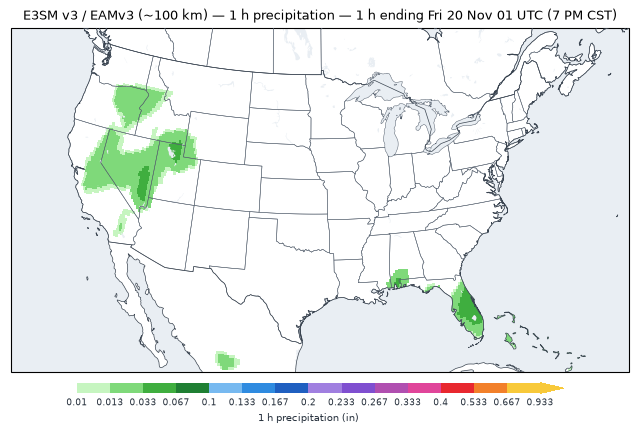 E3SM v3 / EAMv3 (~100 km) — 1 h precipitation — 1 h ending Fri 20 Nov 01 UTC (7 PM CST)
0.01 0.013 0.033 0.067 0.1 0.133 0.167 0.2 0.233 0.267 0.333 0.4 0.533 0.667 0.933
1 h precipitation (in)